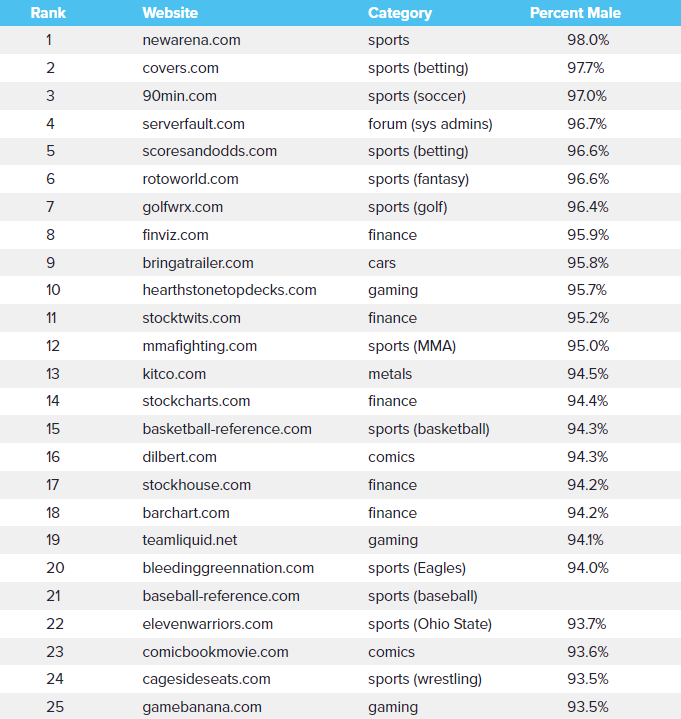 Rank Website Category Percent Male
1 newarena.com sports 98.0%
2 covers.com sports (betting) 97.7%
3 90min.com sports (soccer) 97.0%
4 serverfault.com forum (sys admins) 96.7%
5 scoresandodds.com sports (betting) 96.6%
6 rotoworld.com sports (fantasy) 96.6%
7 golfwrx.com sports (golf) 96.4%
8 finviz.com finance 95.9%
9 bringatrailer.com cars 95.8%
10 hearthstonetopdecks.com gaming 95.7%
11 stocktwits.com finance 95.2%
12 mmafighting.com sports (MMA) 95.0%
13 kitco.com metals 94.5%
14 stockcharts.com finance 94.4%
15 basketball-reference.com sports (basketball) 94.3%
16 dilbert.com comics 94.3%
17 stockhouse.com finance 94.2%
18 barchart.com finance 94.2%
19 teamliquid.net gaming 94.1%
20 bleedinggreennation.com sports (Eagles) 94.0%
21 baseball-reference.com sports (baseball)
22 elevenwarriors.com sports (Ohio State) 93.7%
23 comicbookmovie.com comics 93.6%
24 cagesideseats.com sports (wrestling) 93.5%
25 gamebanana.com gaming 93.5%